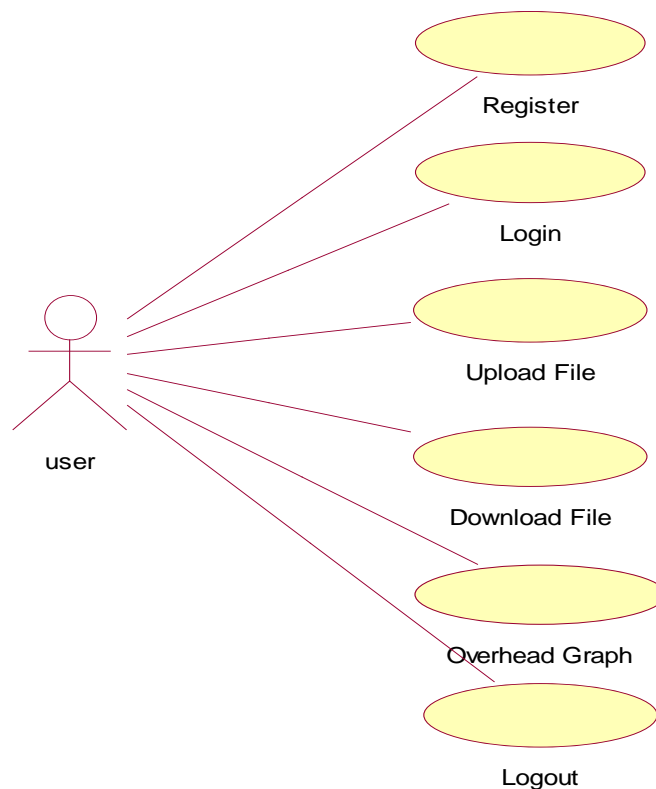 Register
Login
Upload File
user
Download File
Overhead Graph
Logout